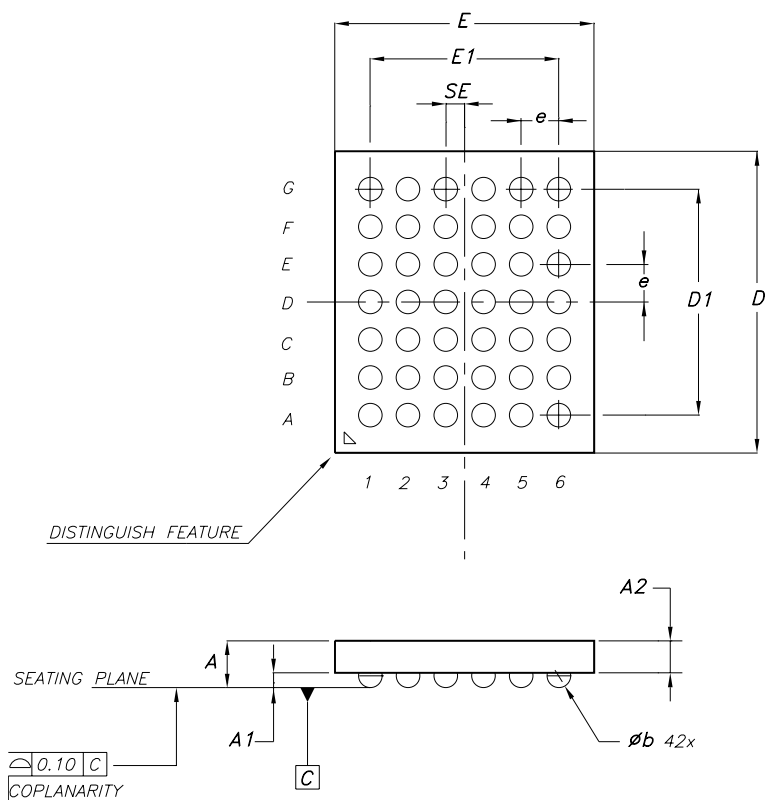 E
E1
SE
e
G
F
E
D
C
B
A
e
D1
D
1 2 3 4 5 6
DISTINGUISH FEATURE
A2
A
SEATING PLANE
A1
øb 42x
⌓ 0.10 C
C
COPLANARITY